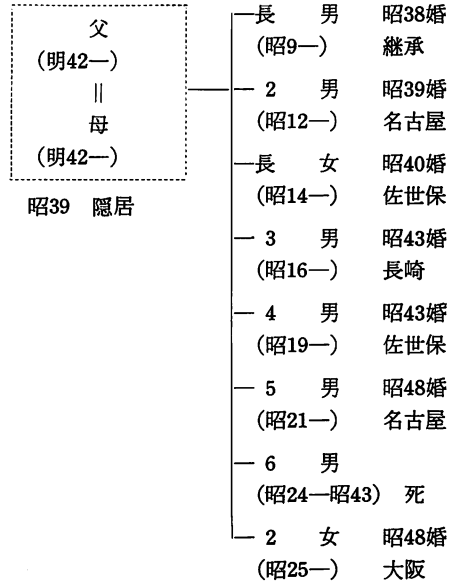 父
(明42―)
||
母
(明42―)
昭39 隠居
長 男 昭38婚
(昭9―) 継承
2 男 昭39婚
(昭12―) 名古屋
長 女 昭40婚
(昭14―) 佐世保
3 男 昭43婚
(昭16―) 長崎
4 男 昭43婚
(昭19―) 佐世保
5 男 昭48婚
(昭21―) 名古屋
6 男
(昭24―昭43) 死
2 女 昭48婚
(昭25―) 大阪